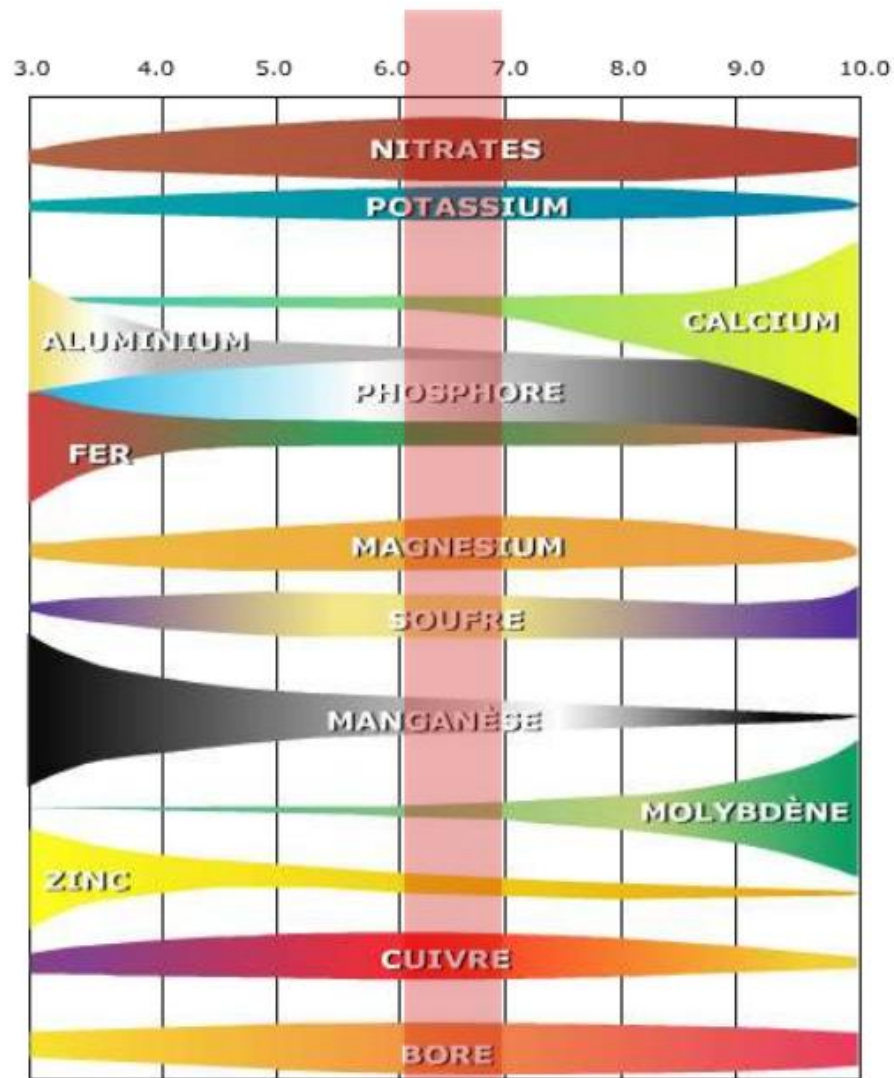 3.0 4.0 5.0 6.0 7.0 8.0 9.0 10.0
NITRATES
POTASSIUM
CALCIUM
ALUMINIUM
PHOSPHORE
FER
MAGNESIUM
SOUFRE
MANGANÈSE
MOLYBDÈNE
ZINC
CUIVRE
BORE